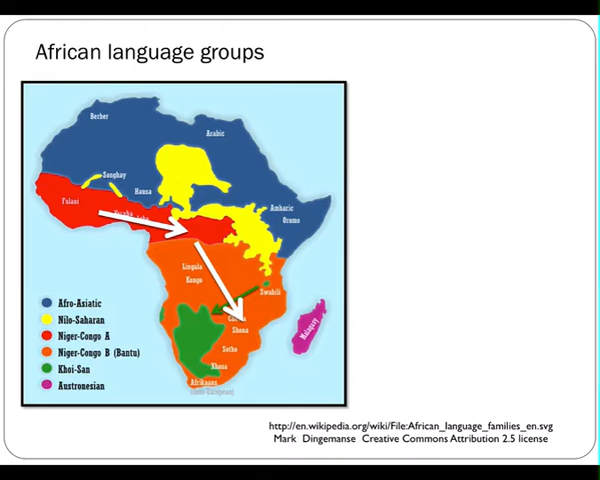 African language groups
Berber
Arabic
Songhay
Hausa
Fulani
Amharic
Oromo
Lingala
Kongo
Swahili
Shona
Malagasy
Sotho
Xhosa
Afrikaans
(Indo-European)
Afro-Asiatic
Nilo-Saharan
Niger-Congo A
Niger-Congo B (Bantu)
Khoi-San
Austronesian
http://en.wikipedia.org/wiki/File:African_language_families_en.svg
Mark Dingemanse Creative Commons Attribution 2.5 license